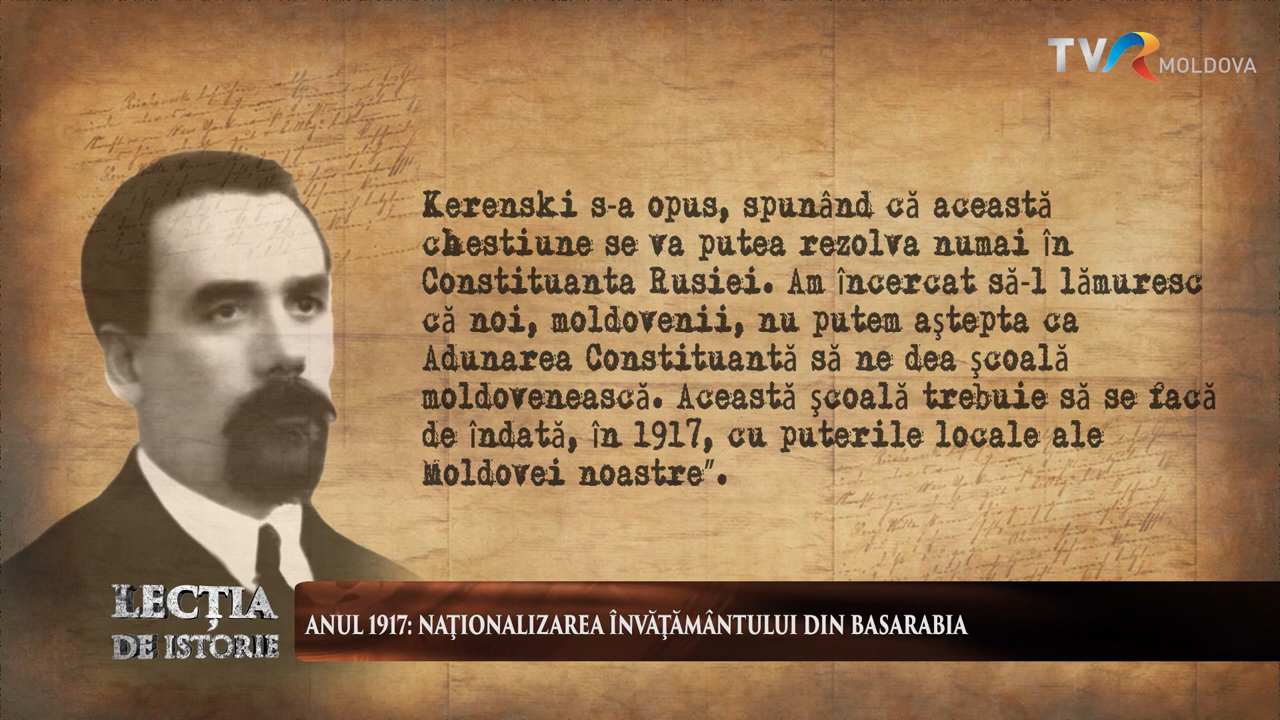 TVR MOLDOVA
Kerenski s-a opus, spunând că această
chestiune se va putea rezolva numai în
Constituanta Rusiei. Am încercat să-l lămuresc
că noi, moldovenii, nu putem aştepta ca
Adunarea Constituantă să ne dea şcoală
moldovenească. Această şcoală trebuie să se facă
de îndată, în 1917, cu puterile locale ale
Moldovei noastre”.
LECŢIA
DE ISTORIE
ANUL 1917: NAŢIONALIZAREA ÎNVĂŢĂMÂNTULUI DIN BASARABIA